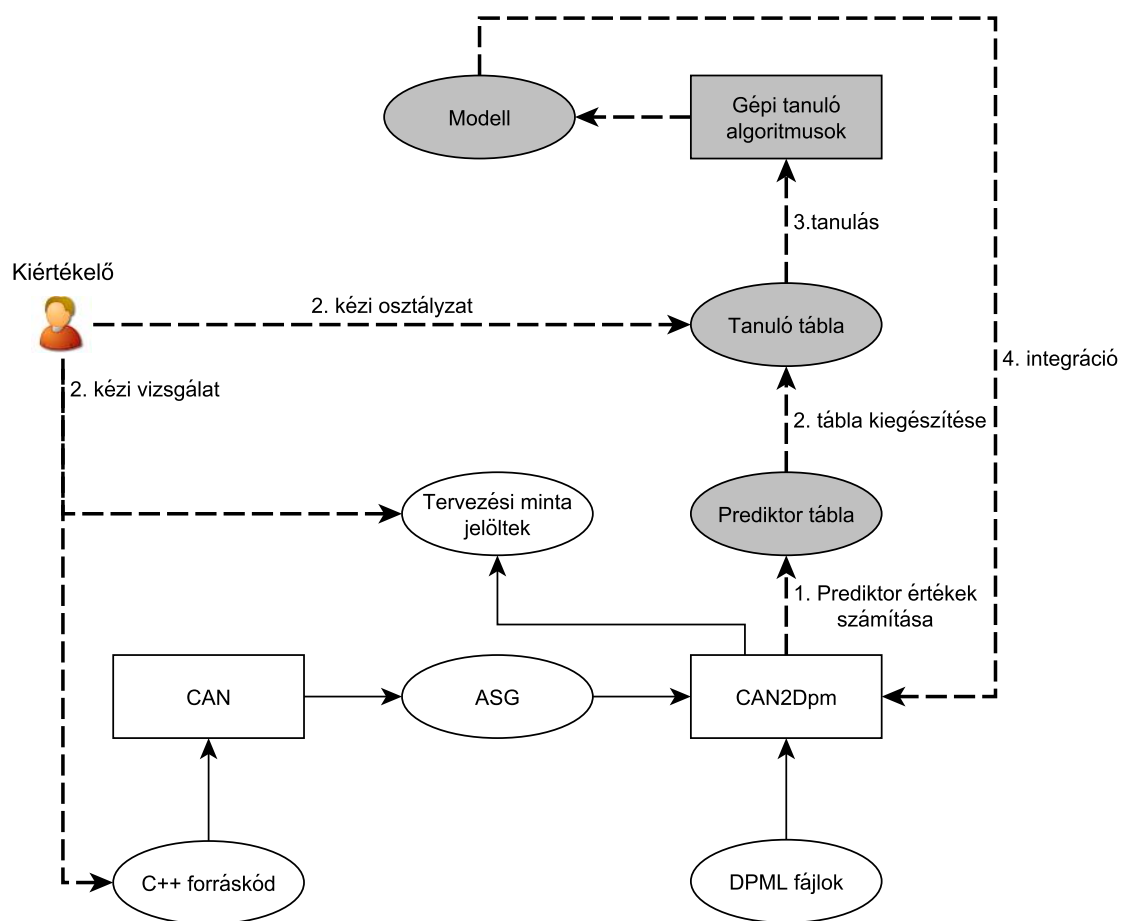 Modell
Gépi tanuló
algoritmusok
3.tanulás
Kiértékelő
2. kézi osztályzat
Tanuló tábla
4. integráció
2. kézi vizsgálat
2. tábla kiegészítése
Tervezési minta
jelöltek
Prediktor tábla
1. Prediktor értékek
számítása
CAN
ASG
CAN2Dpm
C++ forráskód
DPML fájlok